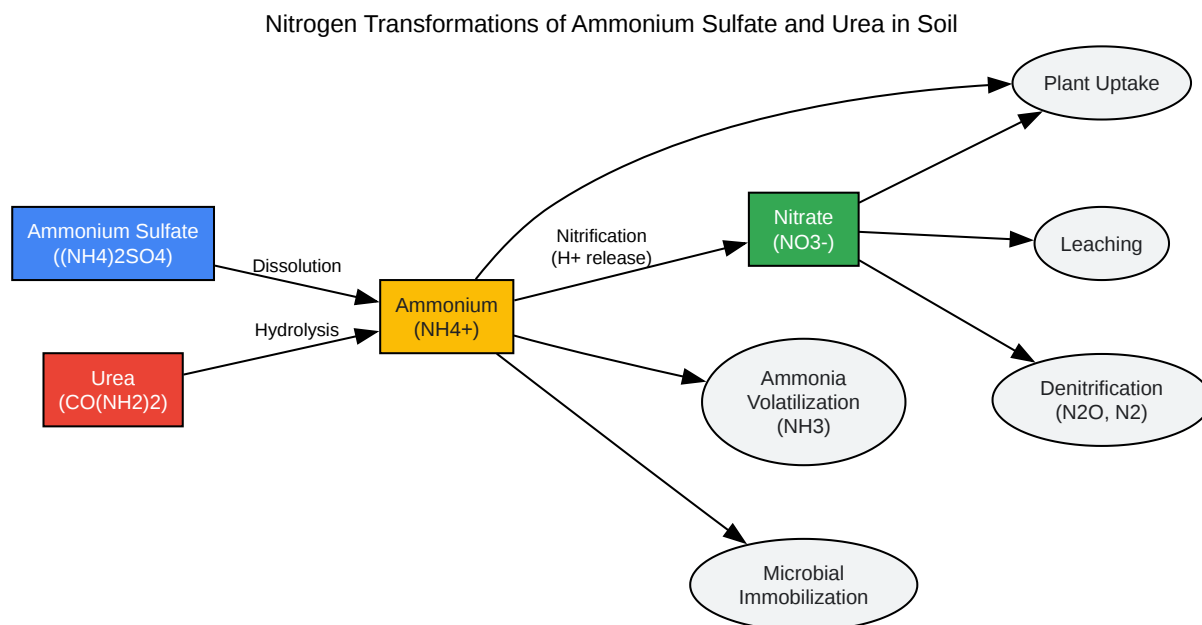 Nitrogen Transformations of Ammonium Sulfate and Urea in Soil
Plant Uptake
Ammonium Sulfate
((NH4)2SO4)
Nitrate
(NO3-)
Leaching
Nitrification
(H+ release)
Dissolution
Ammonium
(NH4+)
Hydrolysis
Urea
(CO(NH2)2)
Ammonia
Volatilization
(NH3)
Denitrification
(N2O, N2)
Microbial
Immobilization